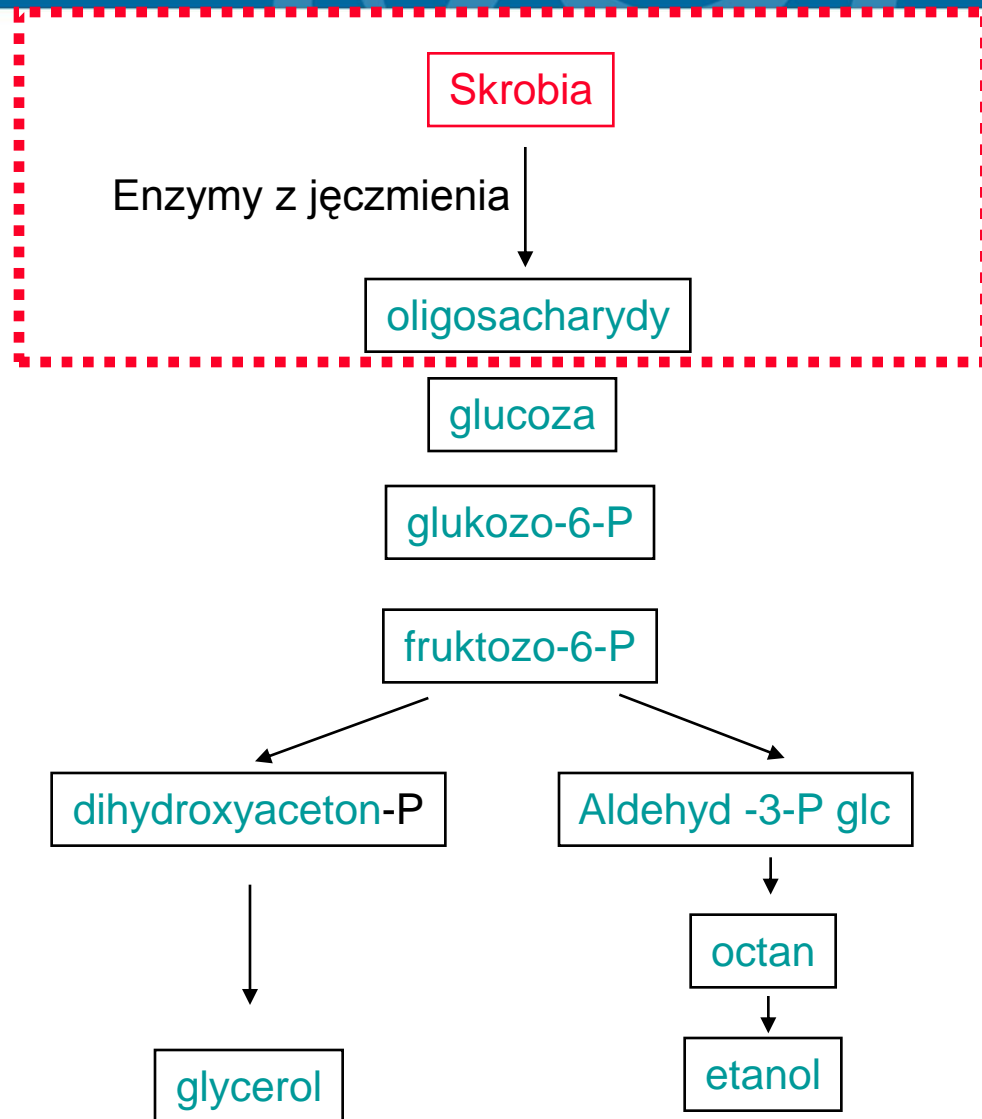 Skrobia
Enzymy z jęczmienia
oligosacharydy
glucoza
glukozo-6-P
fruktozo-6-P
dihydroxyaceton-P
Aldehyd -3-P glc
octan
etanol
glycerol